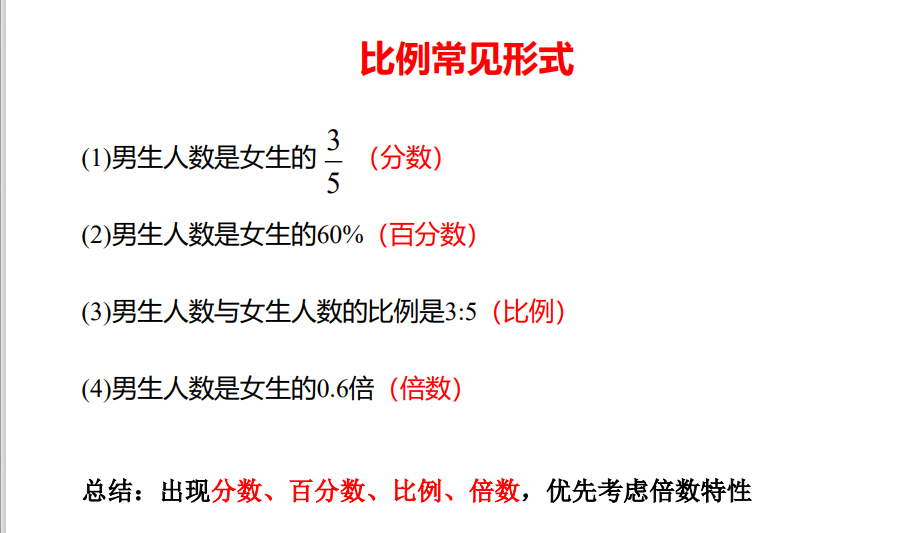 比例常见形式
(1)男生人数是女生的 3/5 （分数）
(2)男生人数是女生的60%（百分数）
(3)男生人数与女生人数的比例是3:5（比例）
(4)男生人数是女生的0.6倍（倍数）
总结：出现分数、百分数、比例、倍数，优先考虑倍数特性